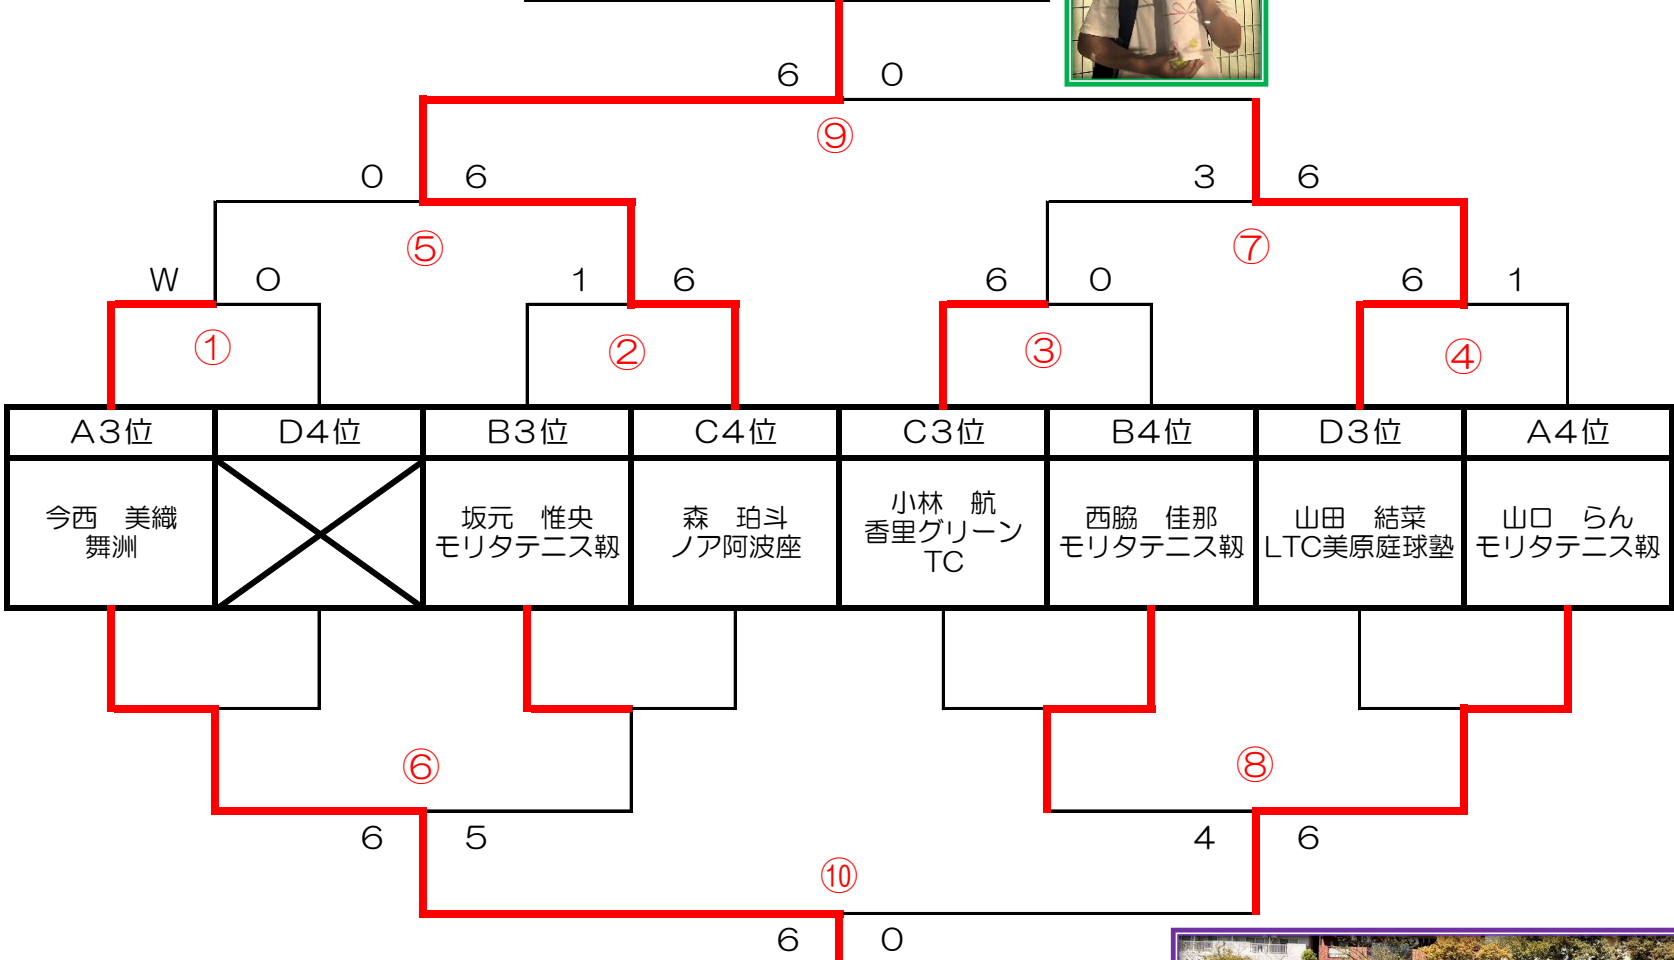 6 0
⑨
0 6 3 6
⑤ ⑦
W O 1 6 6 0 6 1
① ② ③ ④
A3位 D4位 B3位 C4位 C3位 B4位 D3位 A4位
今西 美織
舞洲
坂元 惟央
モリタテニス靱
森 珀斗
ノア阿波座
小林 航
香里グリーン
TC
西脇 佳那
モリタテニス靱
山田 結菜
LTC美原庭球塾
山口 らん
モリタテニス靱
⑥ ⑧
6 5 4 6
⑩
6 0